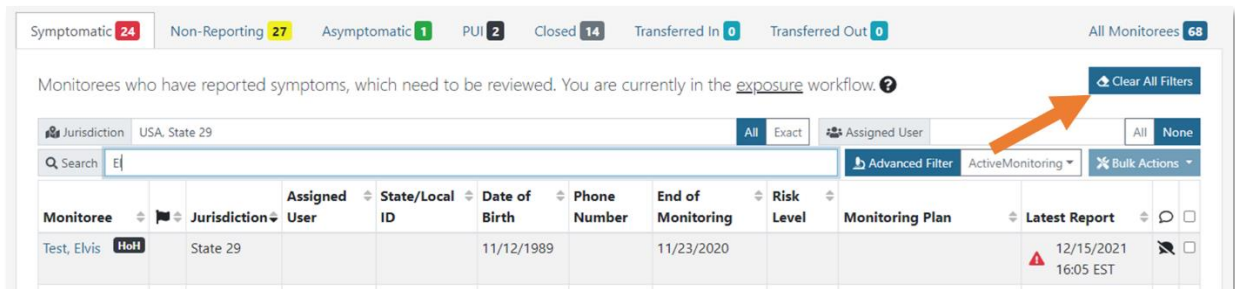 Symptomatic 24 Non-Reporting 27 Asymptomatic 1 PUI 2 Closed 14 Transferred In 0 Transferred Out 0 All Monitorees 68
Monitorees who have reported symptoms, which need to be reviewed. You are currently in the exposure workflow. Clear All Filters
Jurisdiction USA, State 29 All Exact Assigned User All None
Search El Advanced Filter ActiveMonitoring Bulk Actions
Monitoree Jurisdiction Assigned User State/Local ID Date of Birth Phone Number End of Monitoring Risk Level Monitoring Plan Latest Report
Test, Elvis HoH State 29 11/12/1989 11/23/2020 12/15/2021
16:05 EST